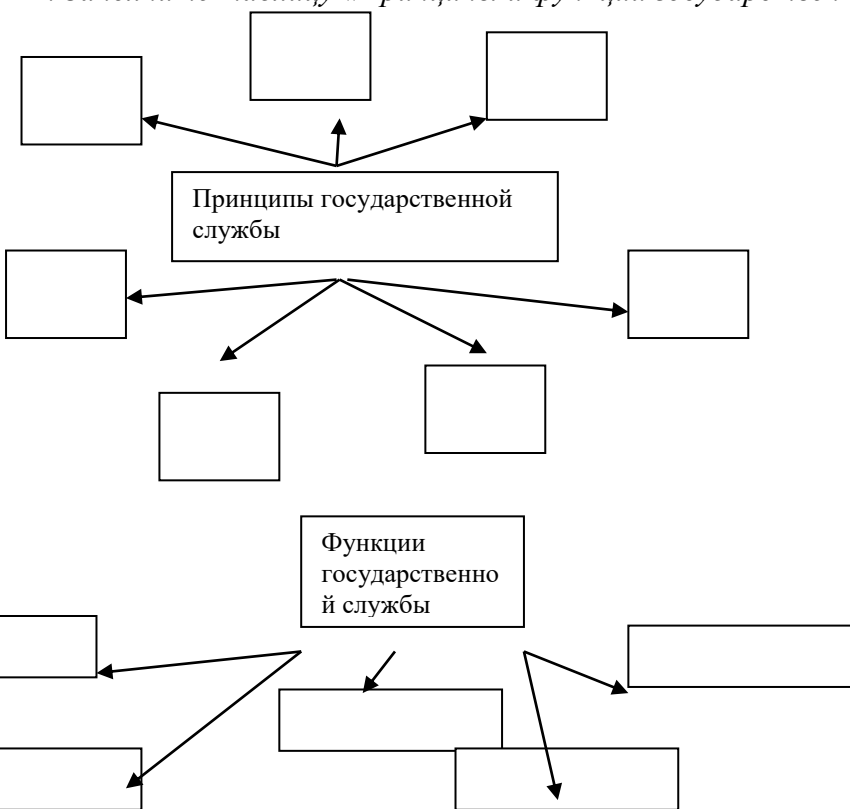 Принципы государственной
службы
Функции
государственно
й службы